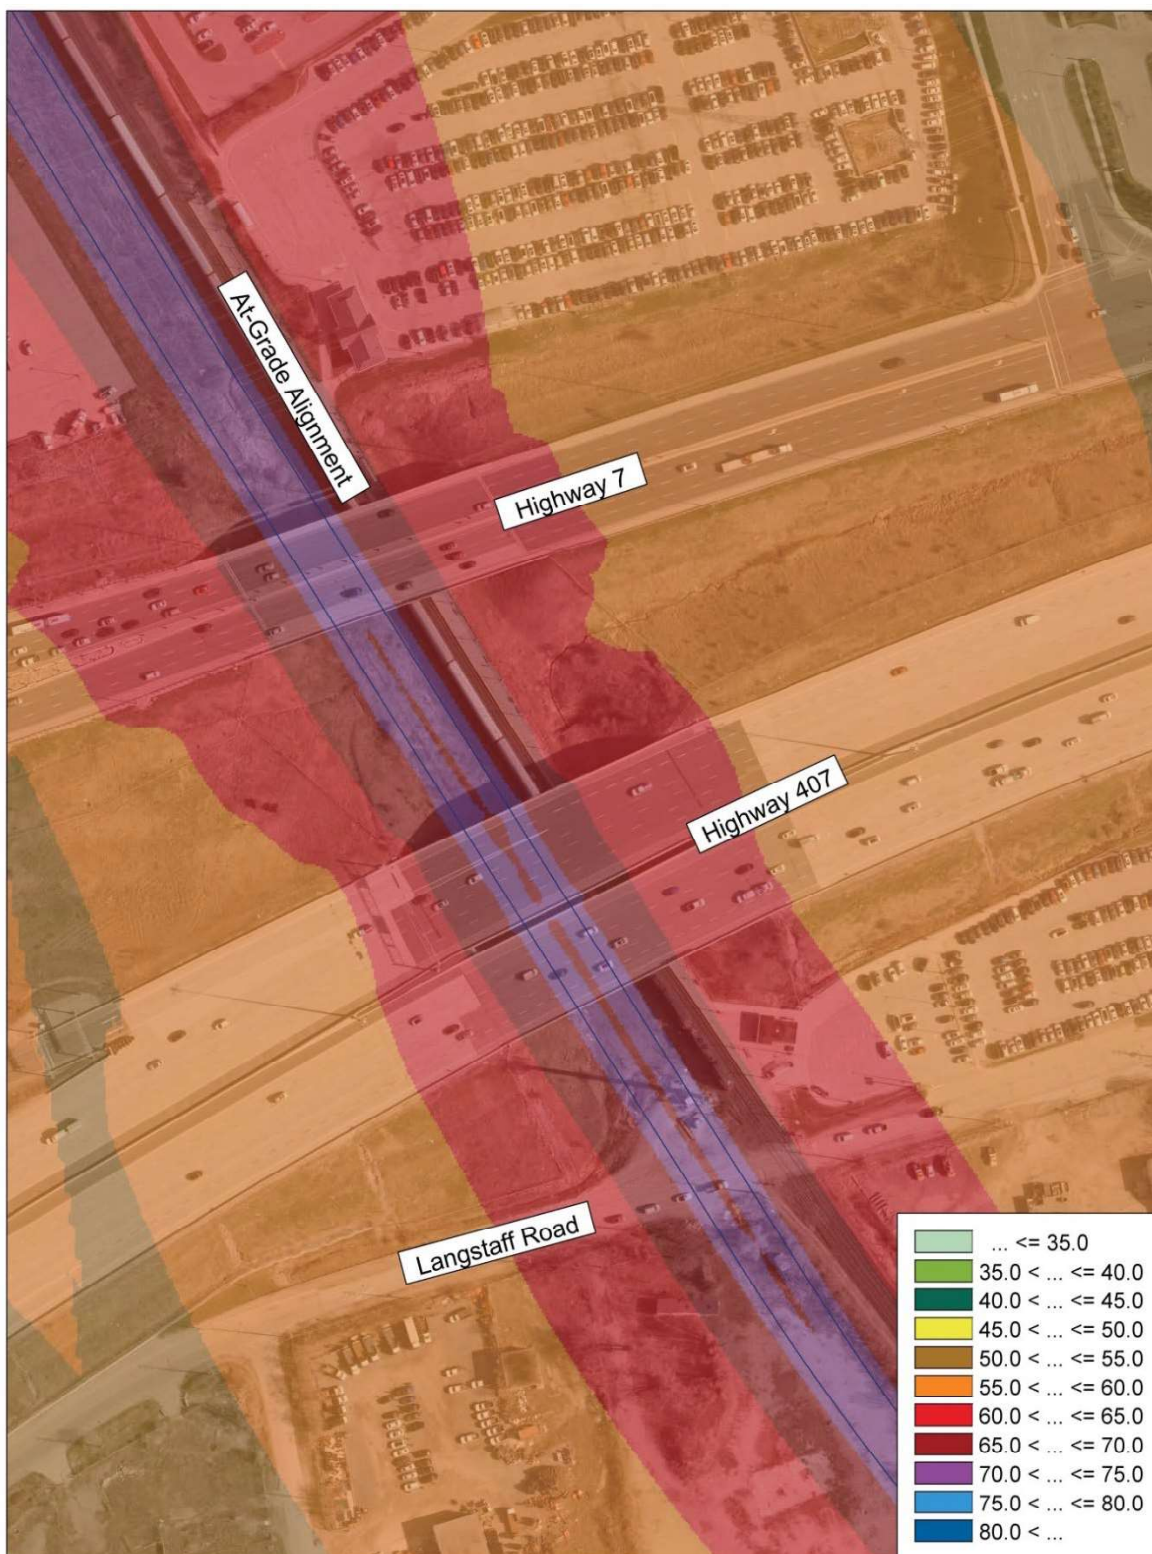 At-Grade Alignment
Highway 7
Highway 407
Langstaff Road
... <= 35.0
35.0 < ... <= 40.0
40.0 < ... <= 45.0
45.0 < ... <= 50.0
50.0 < ... <= 55.0
55.0 < ... <= 60.0
60.0 < ... <= 65.0
65.0 < ... <= 70.0
70.0 < ... <= 75.0
75.0 < ... <= 80.0
80.0 < ...